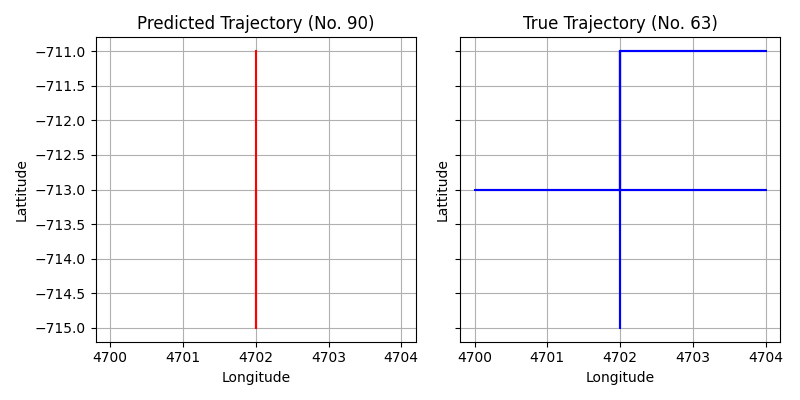 Predicted Trajectory (No. 90)
True Trajectory (No. 63)
−711.0
−711.5
−712.0
−712.5
−713.0
−713.5
−714.0
−714.5
−715.0
Lattitude
Lattitude
4700 4701 4702 4703 4704
4700 4701 4702 4703 4704
Longitude
Longitude